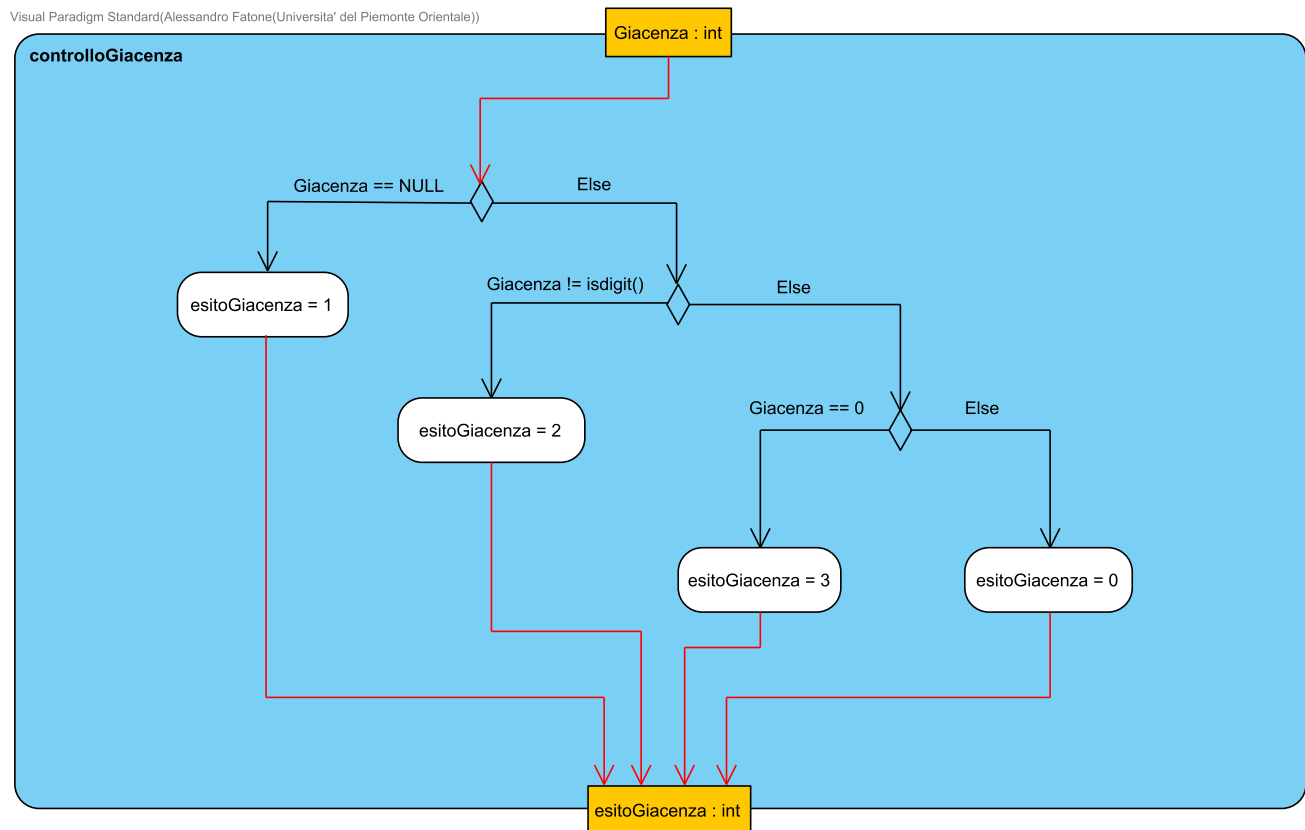 Visual Paradigm Standard(Alessandro Fatone(Universita' del Piemonte Orientale))
Giacenza : int
controlloGiacenza
Giacenza == NULL
Else
Giacenza != isdigit()
Else
esitoGiacenza = 1
Giacenza == 0
Else
esitoGiacenza = 2
esitoGiacenza = 3
esitoGiacenza = 0
esitoGiacenza : int